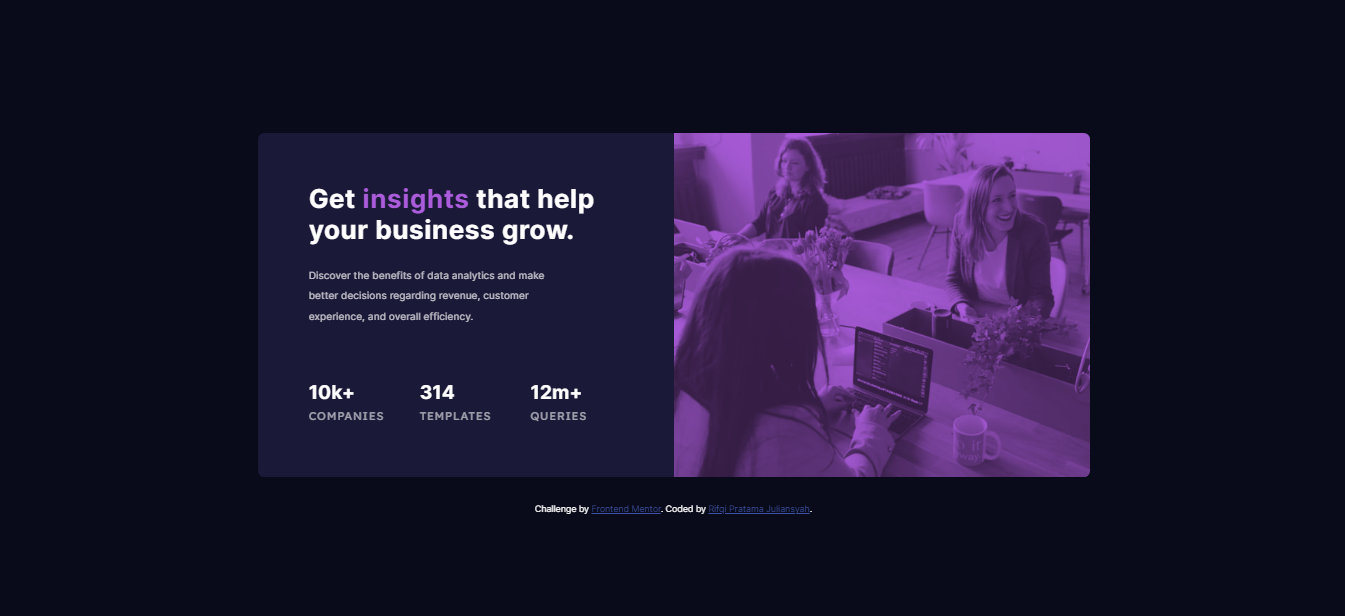 Get insights that help
your business grow.
Discover the benefits of data analytics and make
better decisions regarding revenue, customer
experience, and overall efficiency.
10k+ 314 12m+
COMPANIES TEMPLATES QUERIES
Challenge by Frontend Mentor. Coded by Rifqi Pratama Juliansyah.